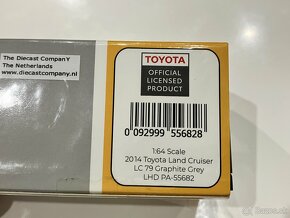 The Diecast CompanY
The Netherlands
www.diecastcompany.nl
TOYOTA
OFFICIAL
LICENSED
PRODUCT
0 092999 556828
1:64 Scale
2014 Toyota Land Cruiser
LC 79 Graphite Grey
LHD PA-55682